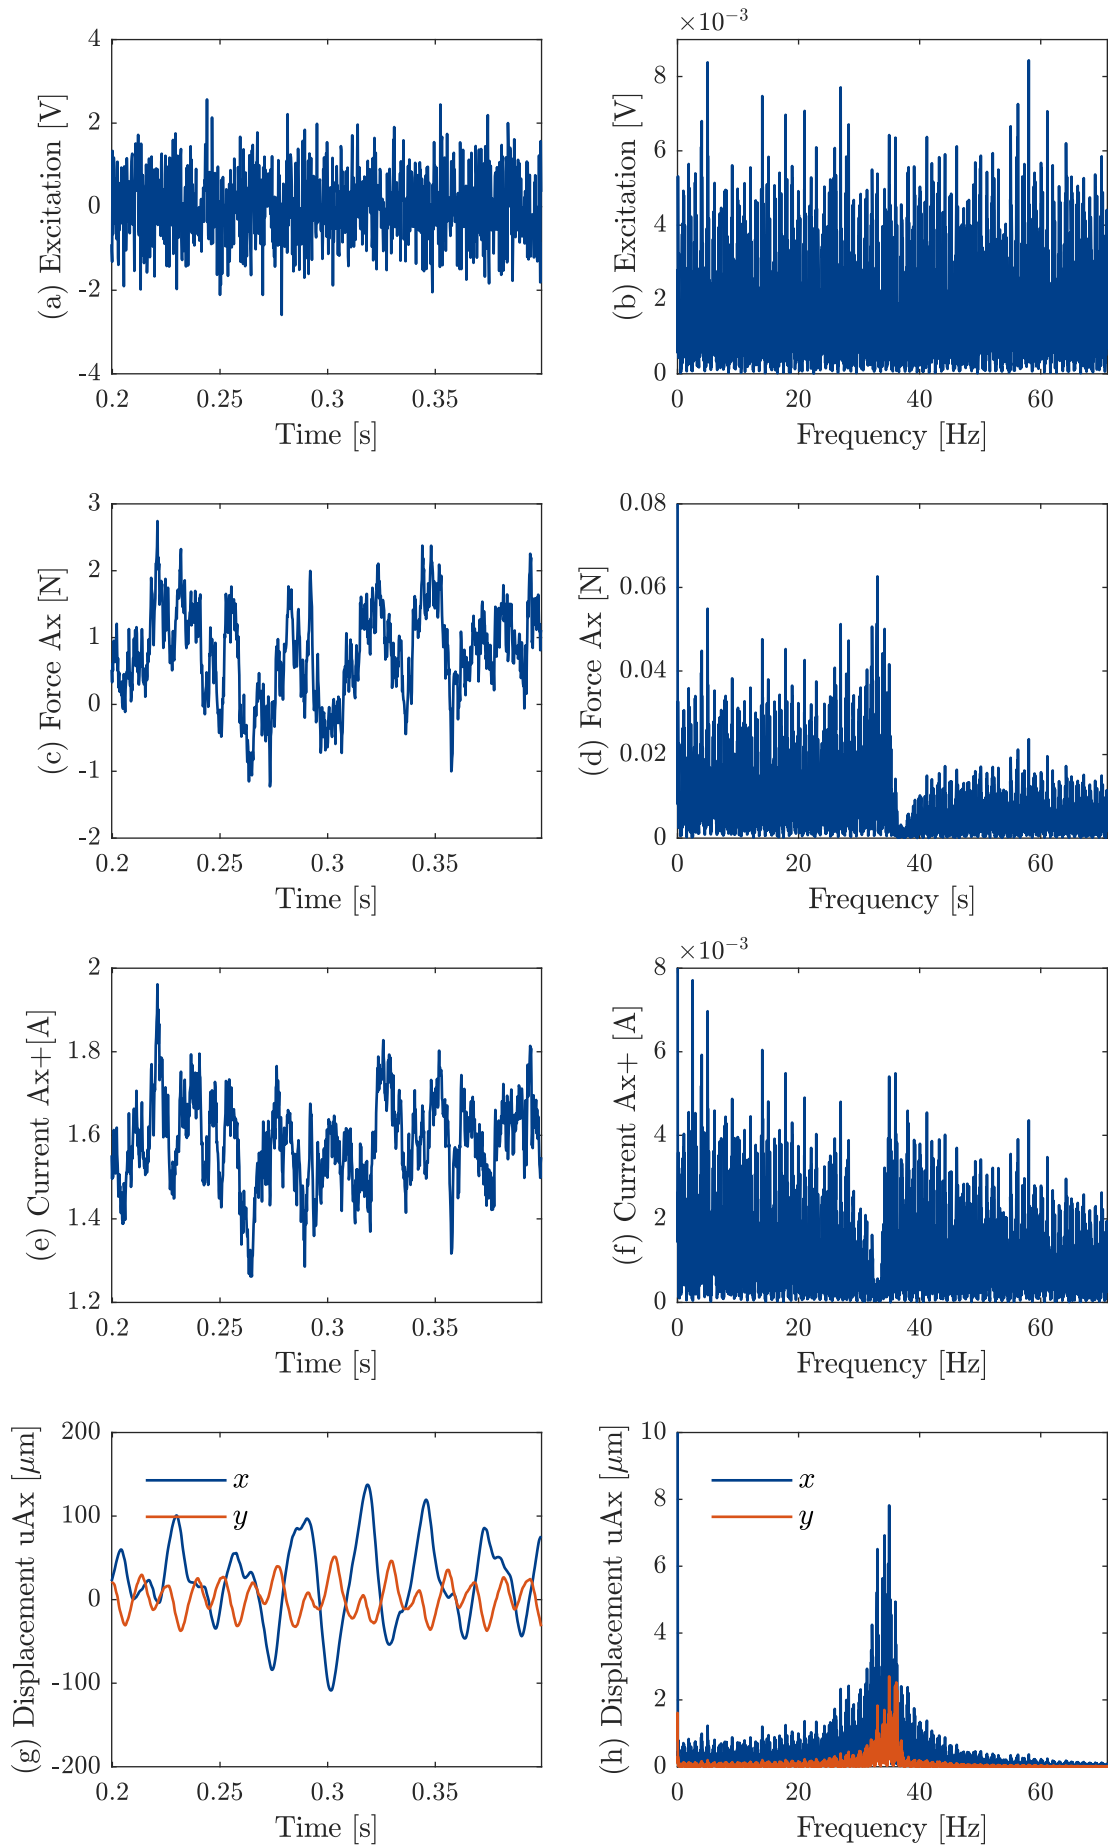 (a) Excitation [V]
4
2
0
-2
-4
0.2 0.25 0.3 0.35
Time [s]
×10⁻³
(b) Excitation [V]
8
6
4
2
0
0 20 40 60
Frequency [Hz]
(c) Force Ax [N]
3
2
1
0
-1
-2
0.2 0.25 0.3 0.35
Time [s]
(d) Force Ax [N]
0.08
0.06
0.04
0.02
0
0 20 40 60
Frequency [s]
(e) Current Ax+[A]
2
1.8
1.6
1.4
1.2
0.2 0.25 0.3 0.35
Time [s]
×10⁻³
(f) Current Ax+ [A]
8
6
4
2
0
0 20 40 60
Frequency [Hz]
(g) Displacement uAx [μm]
200
100
0
-100
-200
x
y
0.2 0.25 0.3 0.35
Time [s]
(h) Displacement uAx [μm]
10
8
6
4
2
0
x
y
0 20 40 60
Frequency [Hz]